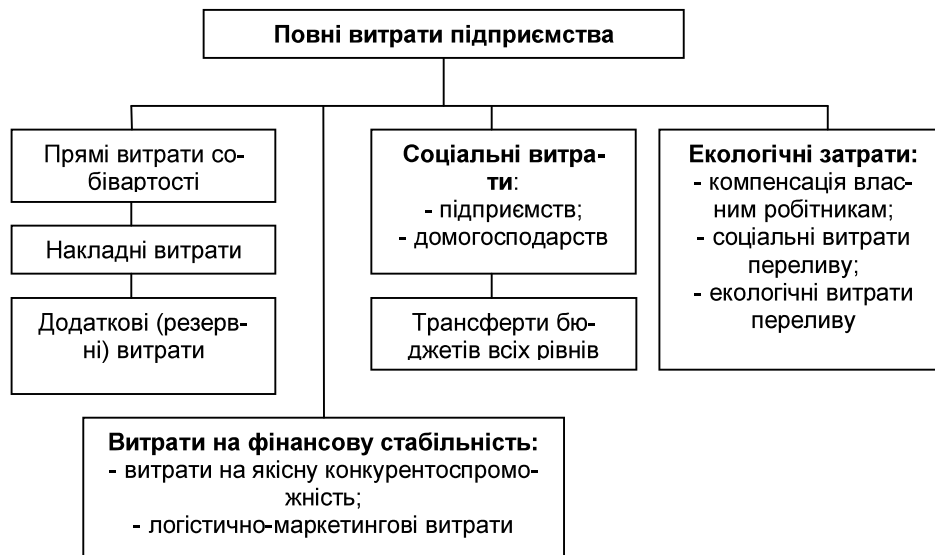 Повні витрати підприємства
Прямі витрати со-
бівартості
Накладні витрати
Додаткові (резерв-
ні) витрати
Соціальні витра-
ти:
- підприємств;
- домогосподарств
Трансферти бю-
джетів всіх рівнів
Екологічні затрати:
- компенсація влас-
ним робітникам;
- соціальні витрати
переливу;
- екологічні витрати
переливу
Витрати на фінансову стабільність:
- витрати на якісну конкурентоспромо-
жність;
- логістично-маркетингові витрати